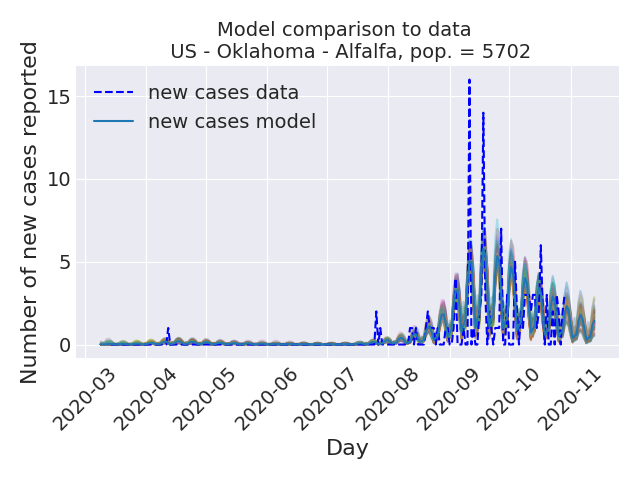 Model comparison to data
US - Oklahoma - Alfalfa, pop. = 5702
Number of new cases reported
new cases data
new cases model
15
10
5
0
2020-03
2020-04
2020-05
2020-06
2020-07
2020-08
2020-09
2020-10
2020-11
Day